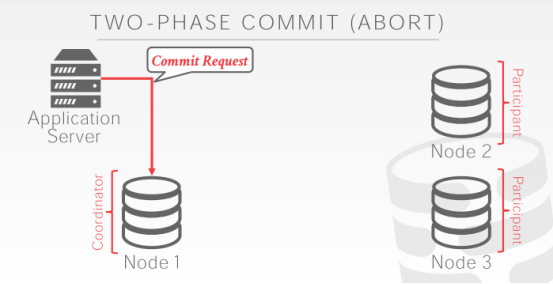 TWO-PHASE COMMIT (ABORT)
Commit Request
Application
Server
Participant
Node 2
Coordinator
Participant
Node 1
Node 3